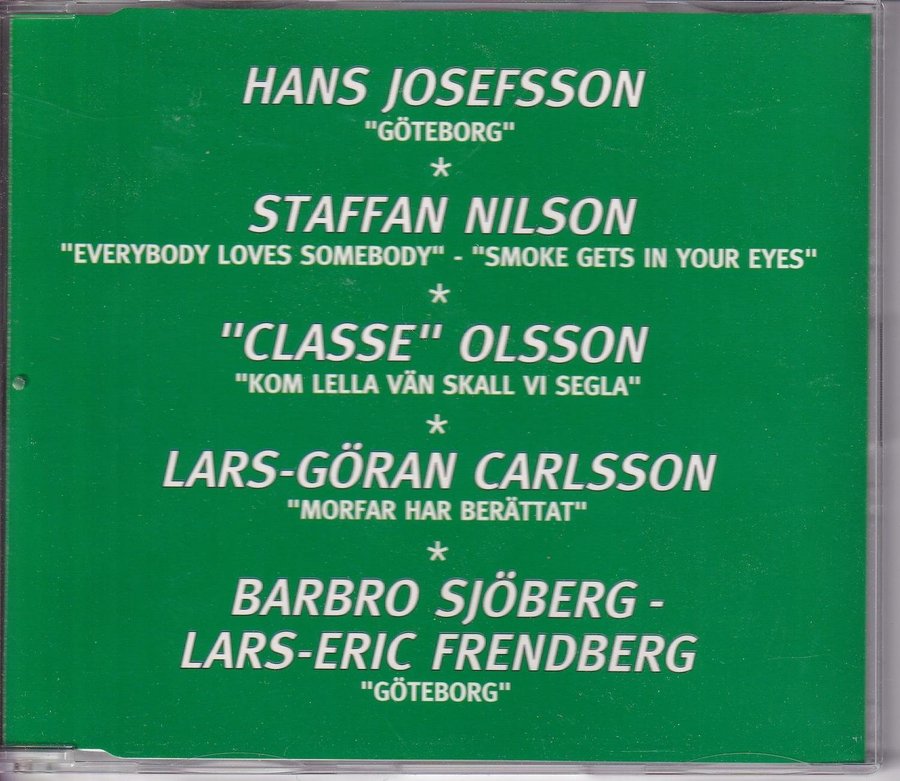 HANS JOSEFSSON
"GÖTEBORG"
*
STAFFAN NILSON
"EVERYBODY LOVES SOMEBODY" - "SMOKE GETS IN YOUR EYES"
*
"CLASSE" OLSSON
"KOM LELLA VÄN SKALL VI SEGLA"
*
LARS-GÖRAN CARLSSON
"MORFAR HAR BERÄTTAT"
*
BARBRO SJÖBERG -
LARS-ERIC FRENDBERG
"GÖTEBORG"